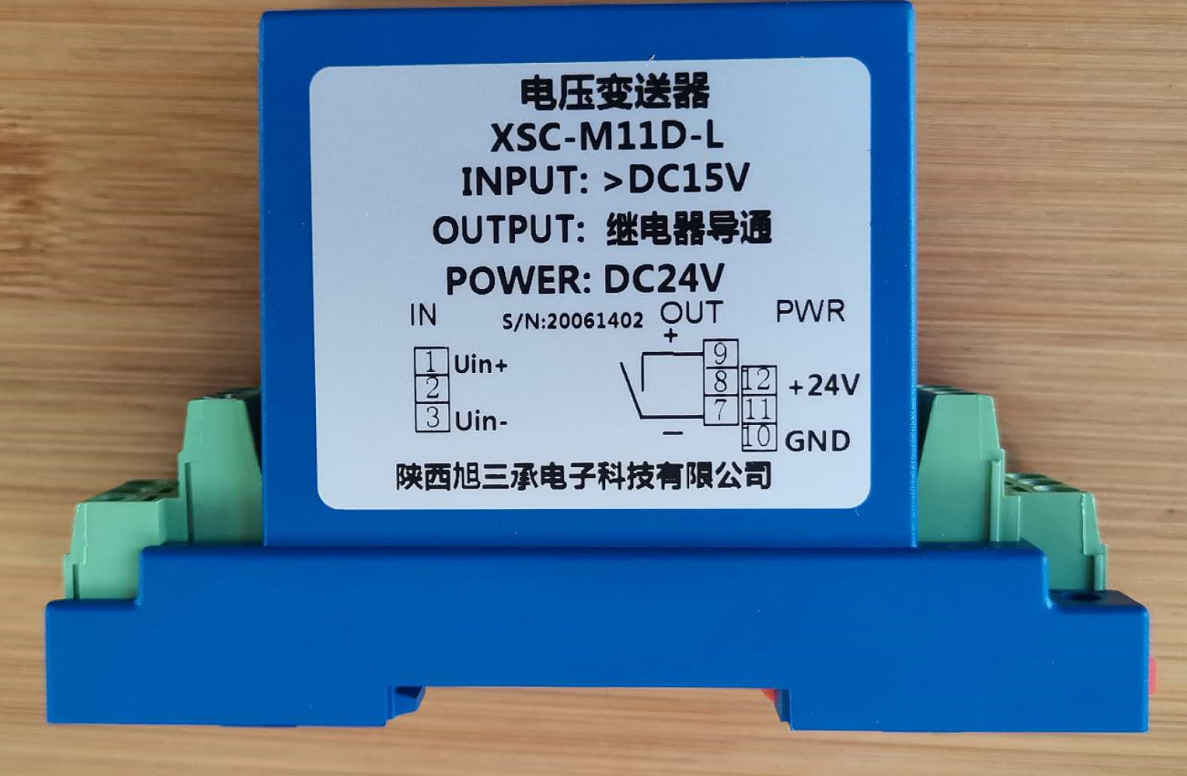 电压变送器
XSC-M11D-L
INPUT: >DC15V
OUTPUT: 继电器导通
POWER: DC24V
IN S/N:20061402 OUT PWR
+
1 Uin+ 9
2 8 12 +24V
3 Uin- 7 11
— 10 GND
陕西旭三承电子科技有限公司